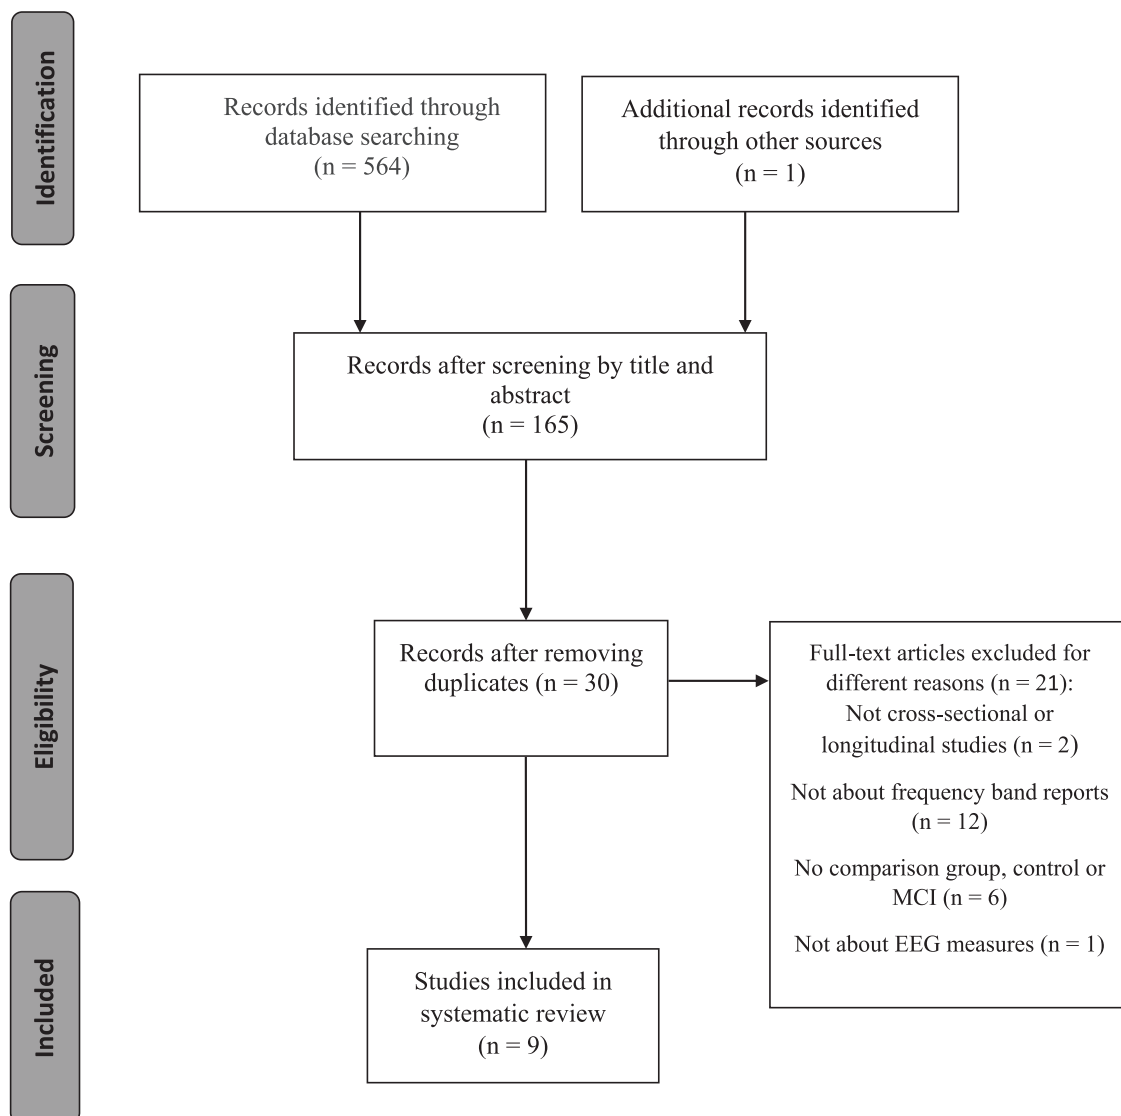 Identification
Records identified through
database searching
(n = 564)
Additional records identified
through other sources
(n = 1)
Screening
Records after screening by title and
abstract
(n = 165)
Eligibility
Records after removing
duplicates (n = 30)
Full-text articles excluded for
different reasons (n = 21):
Not cross-sectional or
longitudinal studies (n = 2)
Not about frequency band reports
(n = 12)
No comparison group, control or
MCI (n = 6)
Not about EEG measures (n = 1)
Included
Studies included in
systematic review
(n = 9)